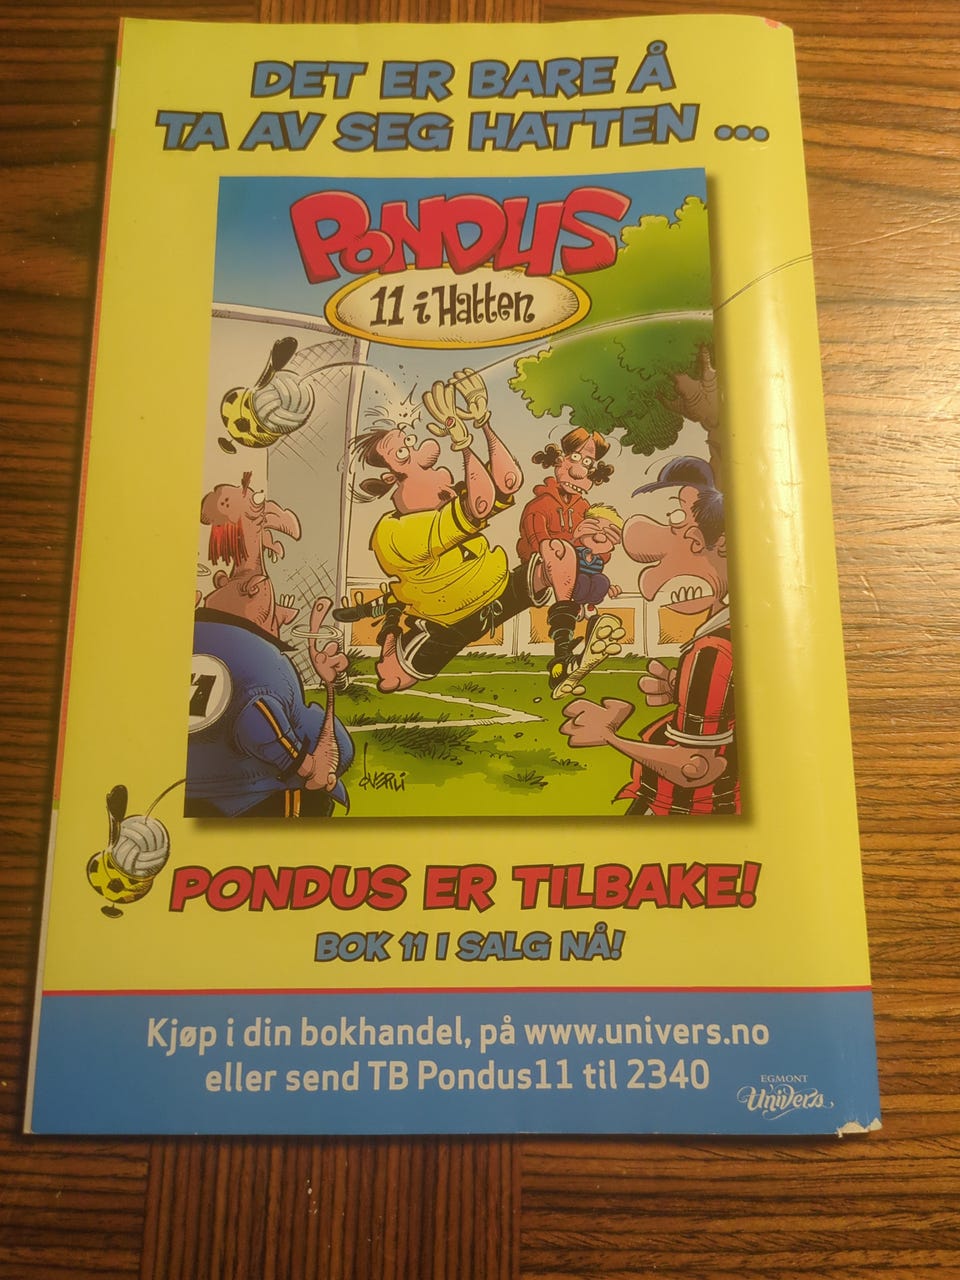 DET ER BARE Å
TA AV SEG HATTEN ...
PONDUS
11 i Hatten
ØVERLI
PONDUS ER TILBAKE!
BOK 11 I SALG NÅ!
Kjøp i din bokhandel, på www.univers.no
eller send TB Pondus11 til 2340
EGMONT
Univers